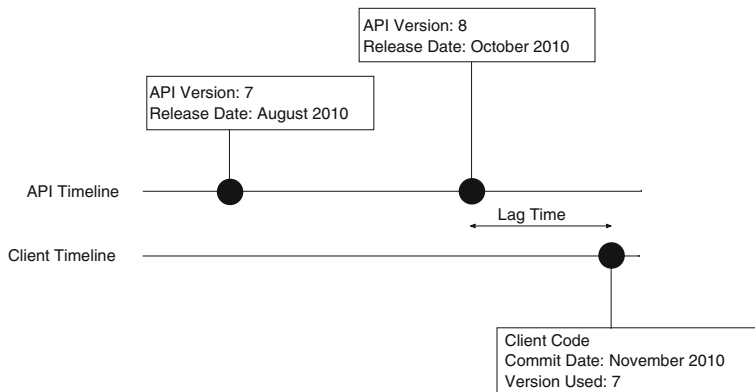 API Version: 8
Release Date: October 2010
API Version: 7
Release Date: August 2010
API Timeline
Lag Time
Client Timeline
Client Code
Commit Date: November 2010
Version Used: 7